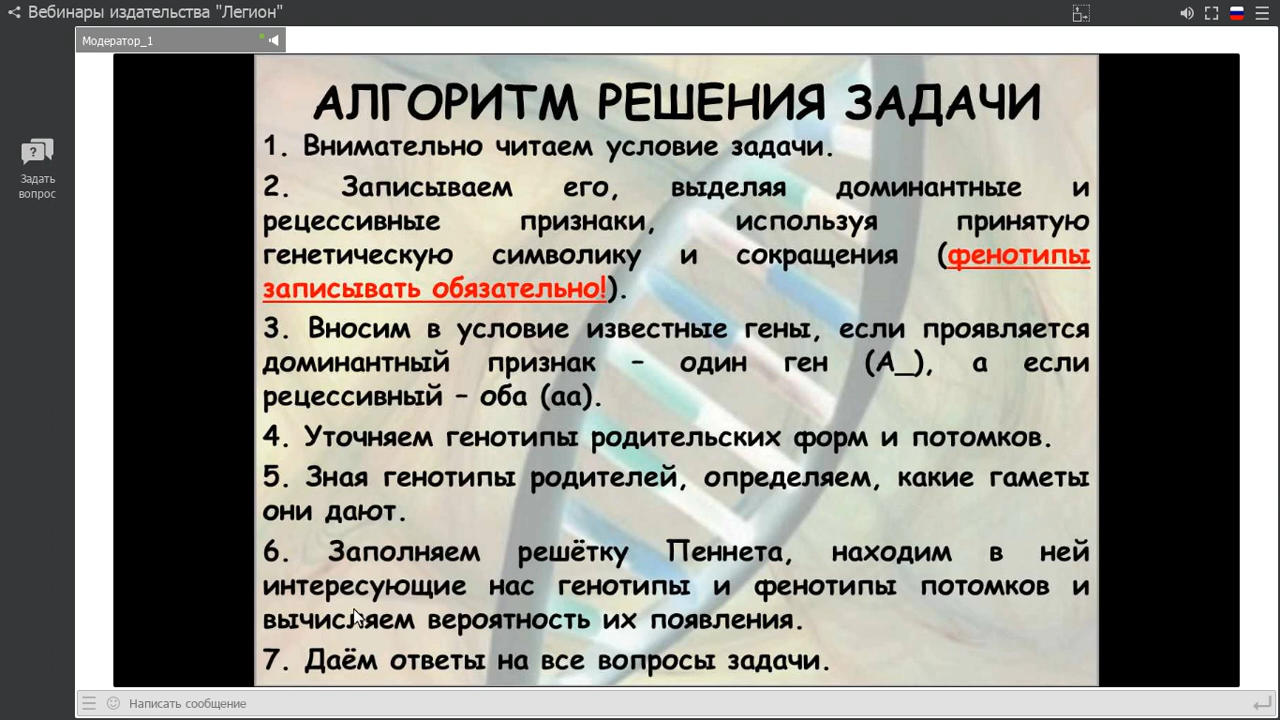 Вебинары издательства "Легион"
Модератор_1
Задать
вопрос
АЛГОРИТМ РЕШЕНИЯ ЗАДАЧИ
1. Внимательно читаем условие задачи.
2. Записываем его, выделяя доминантные и
рецессивные признаки, используя принятую
генетическую символику и сокращения (фенотипы
записывать обязательно!).
3. Вносим в условие известные гены, если проявляется
доминантный признак – один ген (А_), а если
рецессивный – оба (аа).
4. Уточняем генотипы родительских форм и потомков.
5. Зная генотипы родителей, определяем, какие гаметы
они дают.
6. Заполняем решётку Пеннета, находим в ней
интересующие нас генотипы и фенотипы потомков и
вычисляем вероятность их появления.
7. Даём ответы на все вопросы задачи.
Написать сообщение